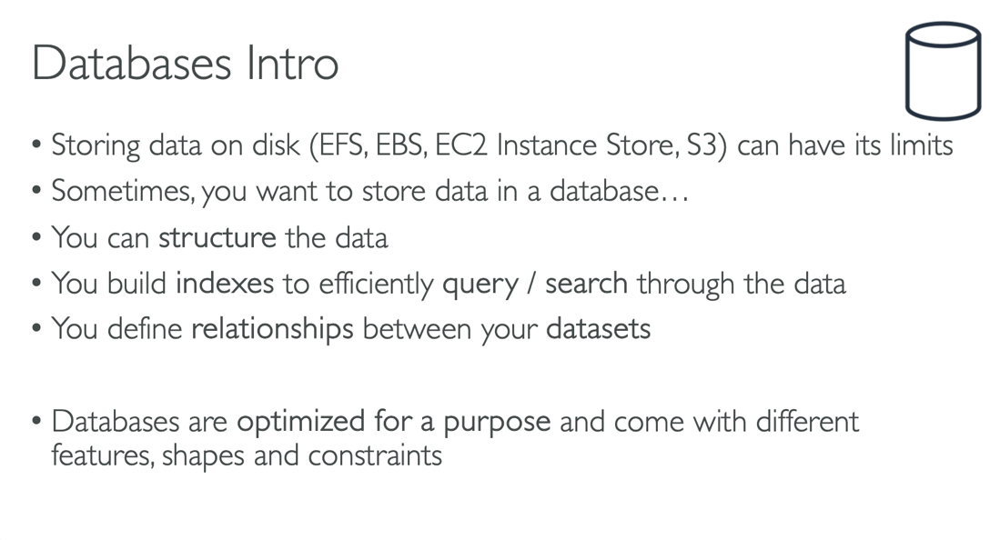 Databases Intro
• Storing data on disk (EFS, EBS, EC2 Instance Store, S3) can have its limits
• Sometimes, you want to store data in a database…
• You can structure the data
• You build indexes to efficiently query / search through the data
• You define relationships between your datasets
• Databases are optimized for a purpose and come with different
features, shapes and constraints